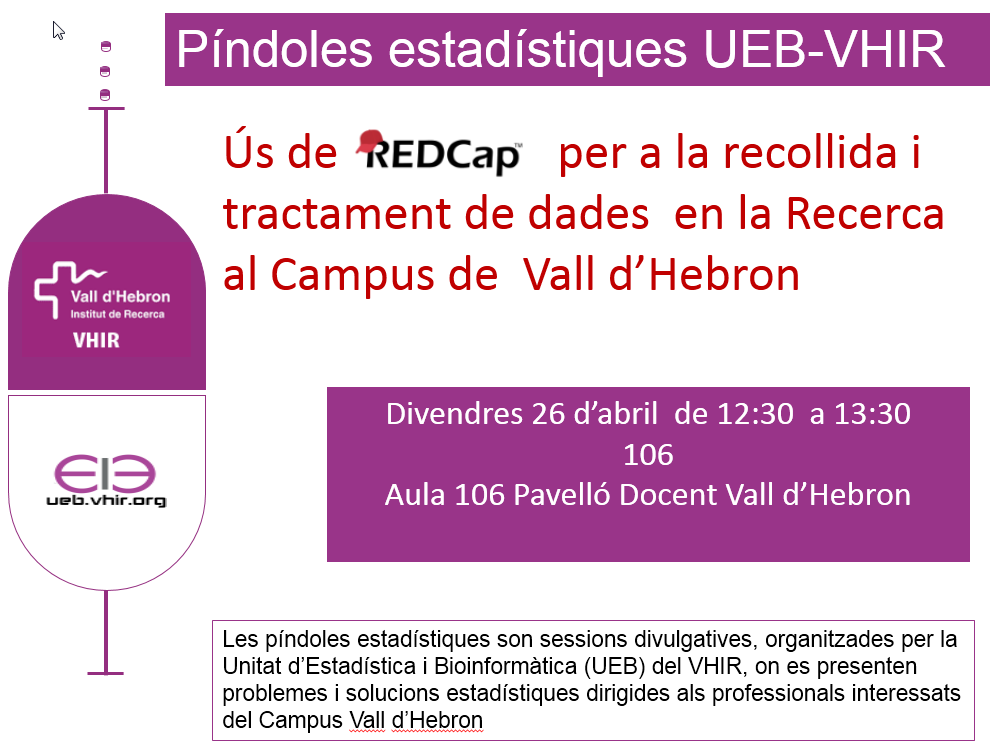 Píndoles estadístiques UEB-VHIR
Ús de REDCap™ per a la recollida i
tractament de dades en la Recerca
al Campus de Vall d’Hebron
Vall d'Hebron
Institut de Recerca
VHIR
ueb.vhir.org
Divendres 26 d’abril de 12:30 a 13:30
106
Aula 106 Pavelló Docent Vall d’Hebron
Les píndoles estadístiques son sessions divulgatives, organitzades per la
Unitat d’Estadística i Bioinformàtica (UEB) del VHIR, on es presenten
problemes i solucions estadístiques dirigides als professionals interessats
del Campus Vall d’Hebron